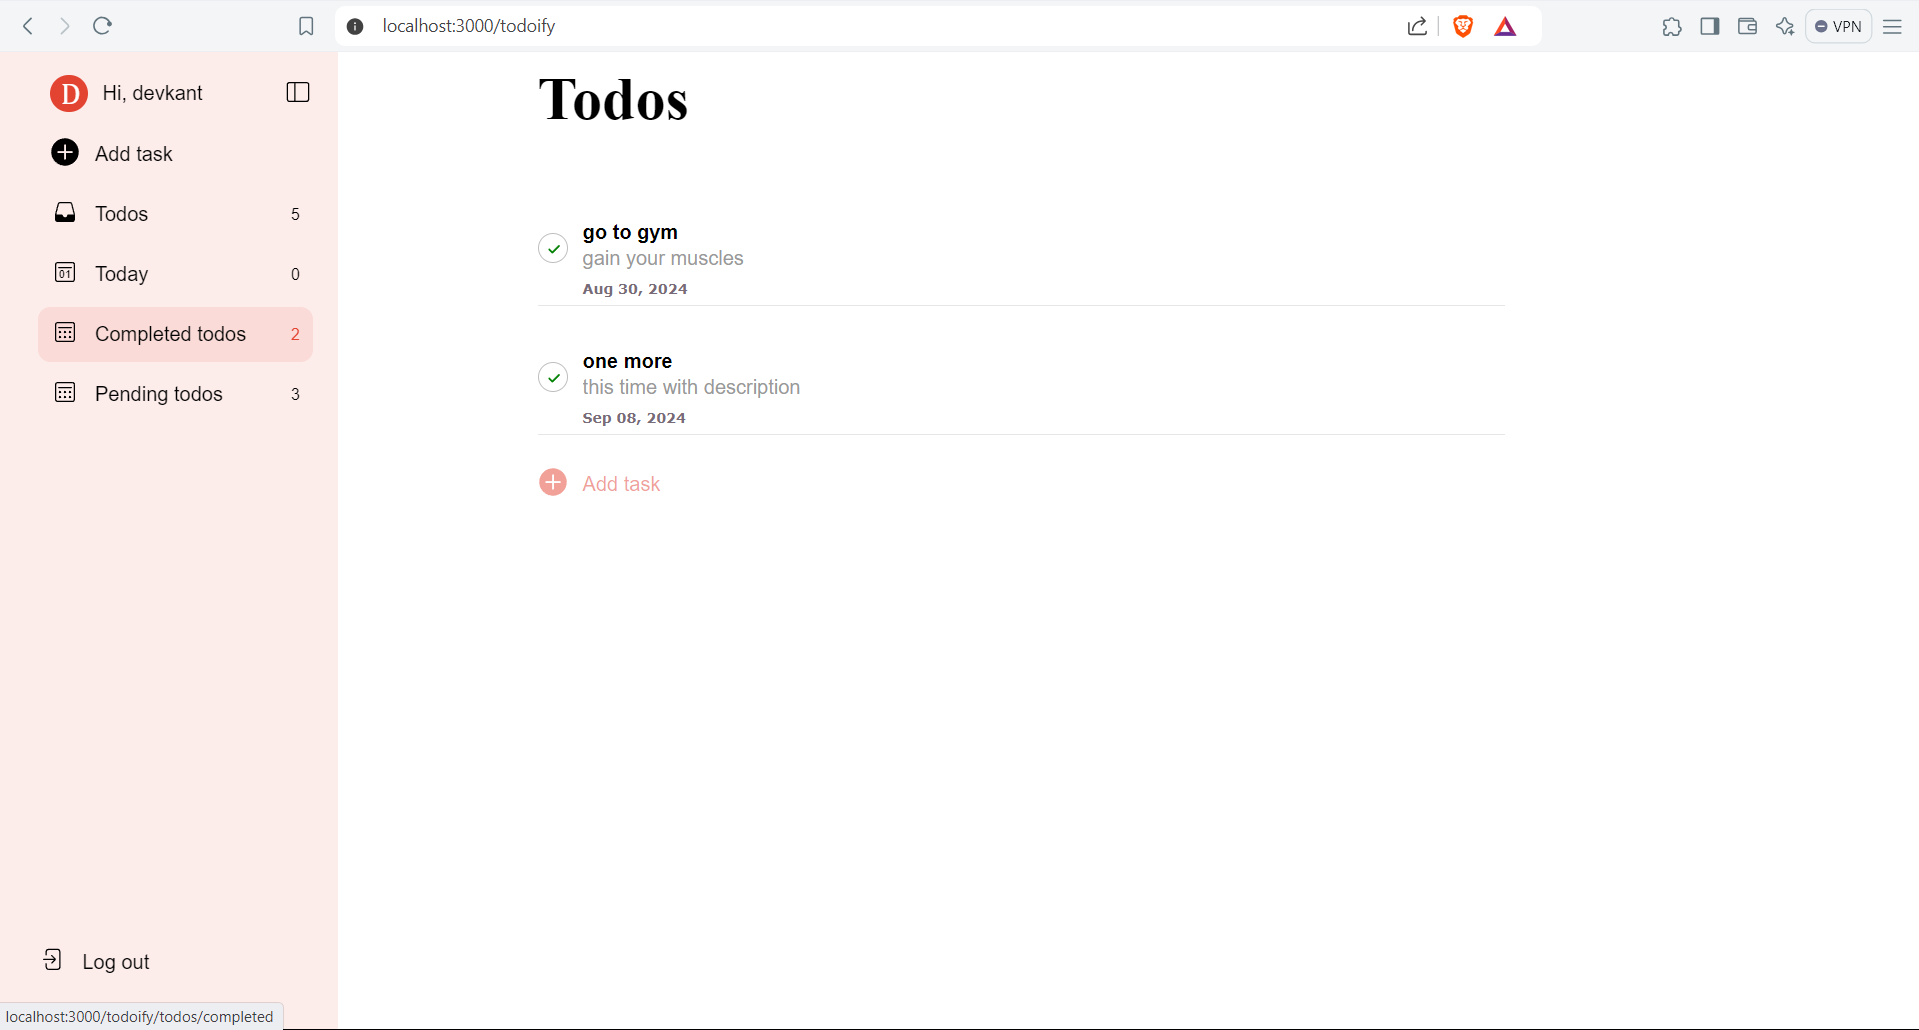 localhost:3000/todoify
VPN
D Hi, devkant
Add task
Todos 5
01 Today 0
Completed todos 2
Pending todos 3
Log out
localhost:3000/todoify/todos/completed
Todos
go to gym
gain your muscles
Aug 30, 2024
one more
this time with description
Sep 08, 2024
Add task